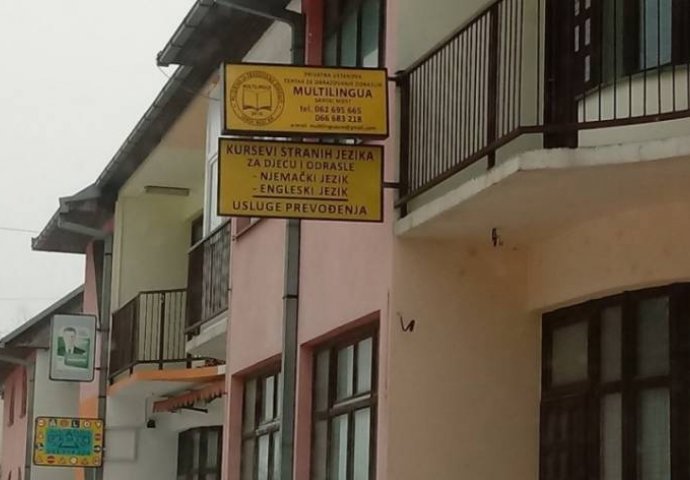 PRIVATNA USTANOVA
CENTAR ZA OBRAZOVANJE ODRASLIH
MULTILINGUA
SANSKI MOST
tel. 062 695 665
066 683 218
MULTILINGUA
KURSEVI STRANIH JEZIKA
ZA DJECU I ODRASLE
- NJEMAČKI JEZIK
- ENGLESKI JEZIK
USLUGE PREVOĐENJA